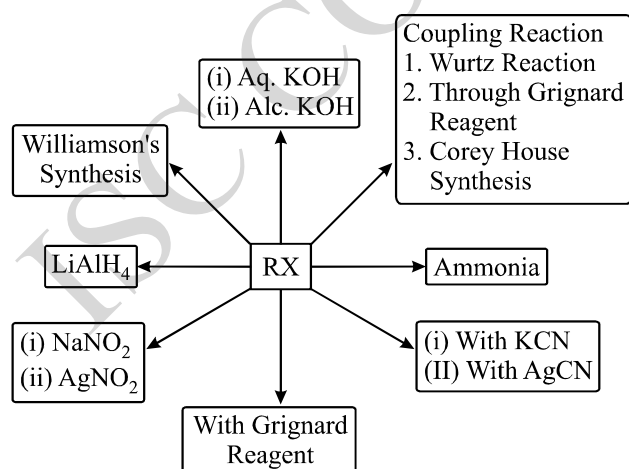 Coupling Reaction
1. Wurtz Reaction
2. Through Grignard
Reagent
3. Corey House
Synthesis
(i) Aq. KOH
(ii) Alc. KOH
Williamson's
Synthesis
LiAlH₄
RX
Ammonia
(i) NaNO₂
(ii) AgNO₂
(i) With KCN
(II) With AgCN
With Grignard
Reagent